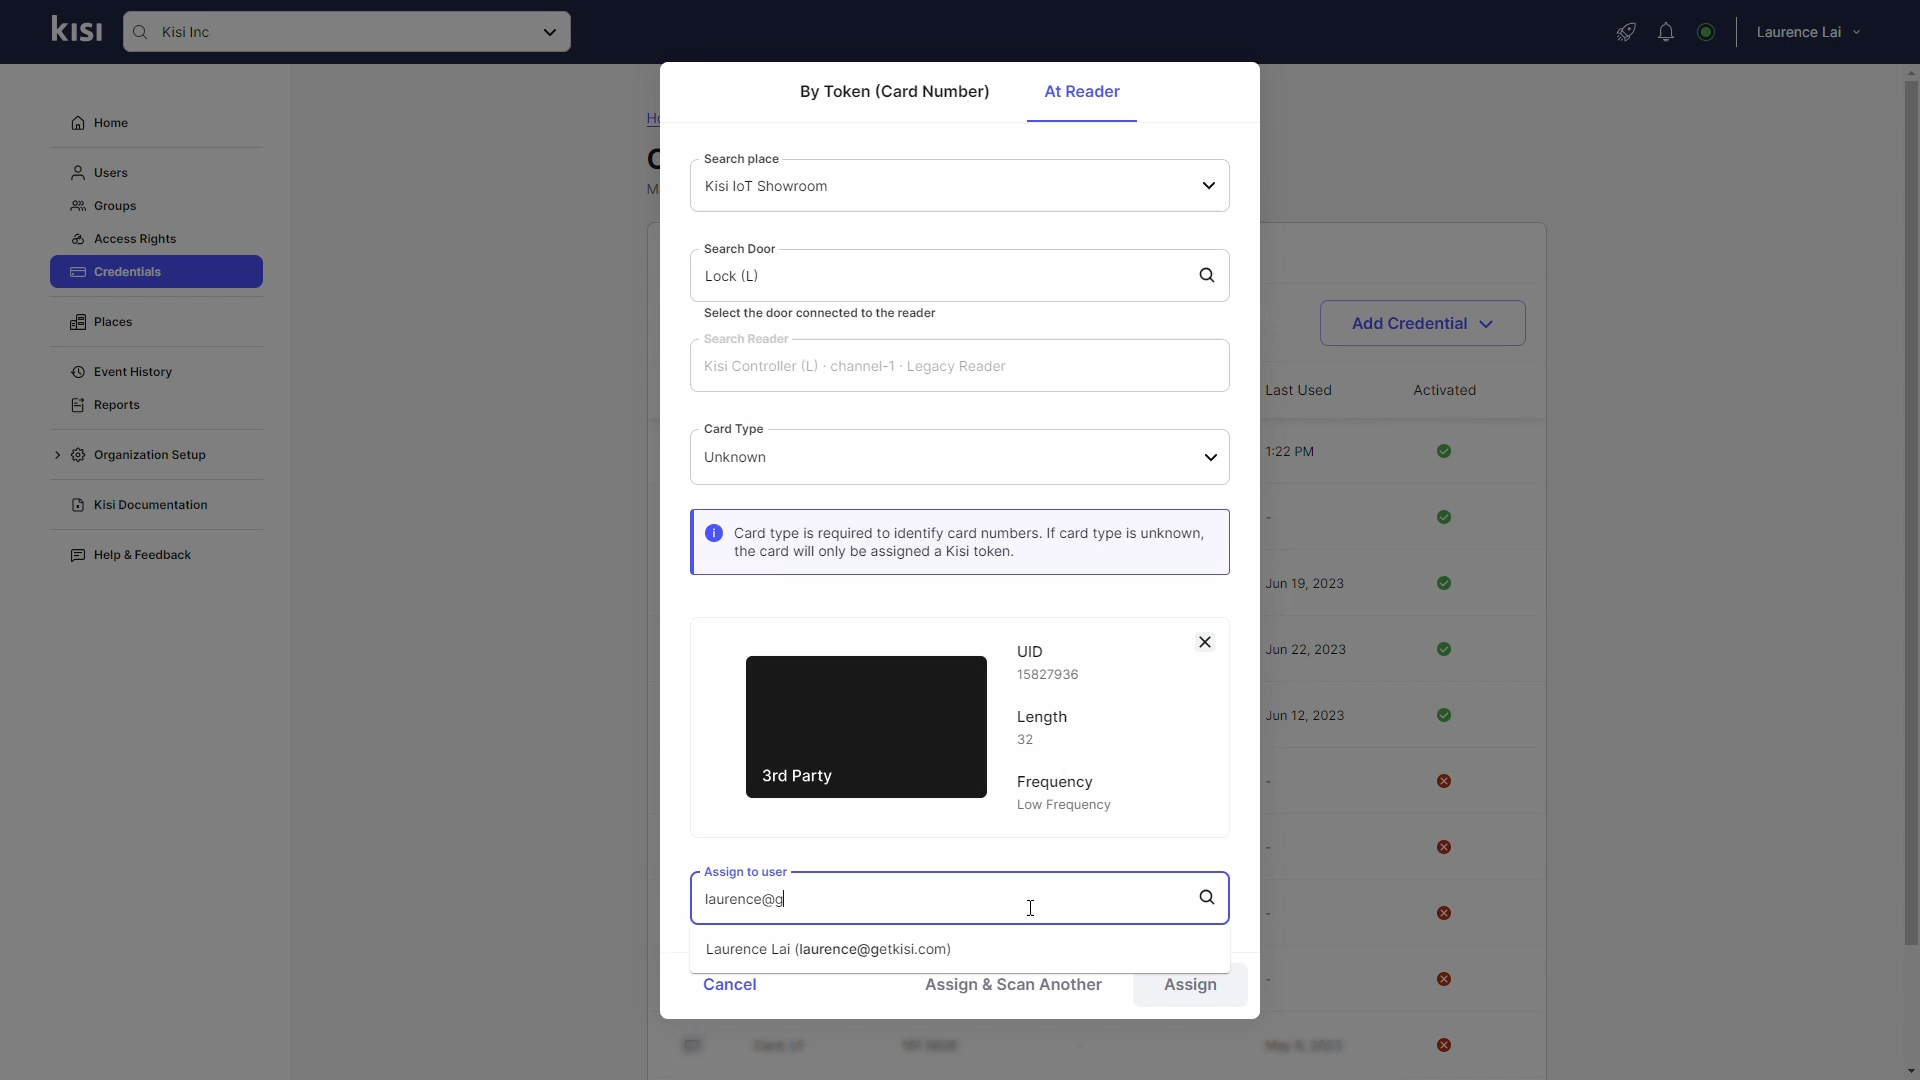 kisi
Kisi Inc
Laurence Lai
Home
Users
Groups
Access Rights
Credentials
Places
Event History
Reports
Organization Setup
Kisi Documentation
Help & Feedback
By Token (Card Number)
At Reader
Search place
Kisi IoT Showroom
Search Door
Lock (L)
Select the door connected to the reader
Search Reader
Kisi Controller (L) · channel-1 · Legacy Reader
Card Type
Unknown
Card type is required to identify card numbers. If card type is unknown,
the card will only be assigned a Kisi token.
3rd Party
UID
15827936
Length
32
Frequency
Low Frequency
Assign to user
laurence@g
Laurence Lai (laurence@getkisi.com)
Cancel
Assign & Scan Another
Assign
Add Credential
Last Used
Activated
1:22 PM
-
Jun 19, 2023
Jun 22, 2023
Jun 12, 2023
-
-
-
-